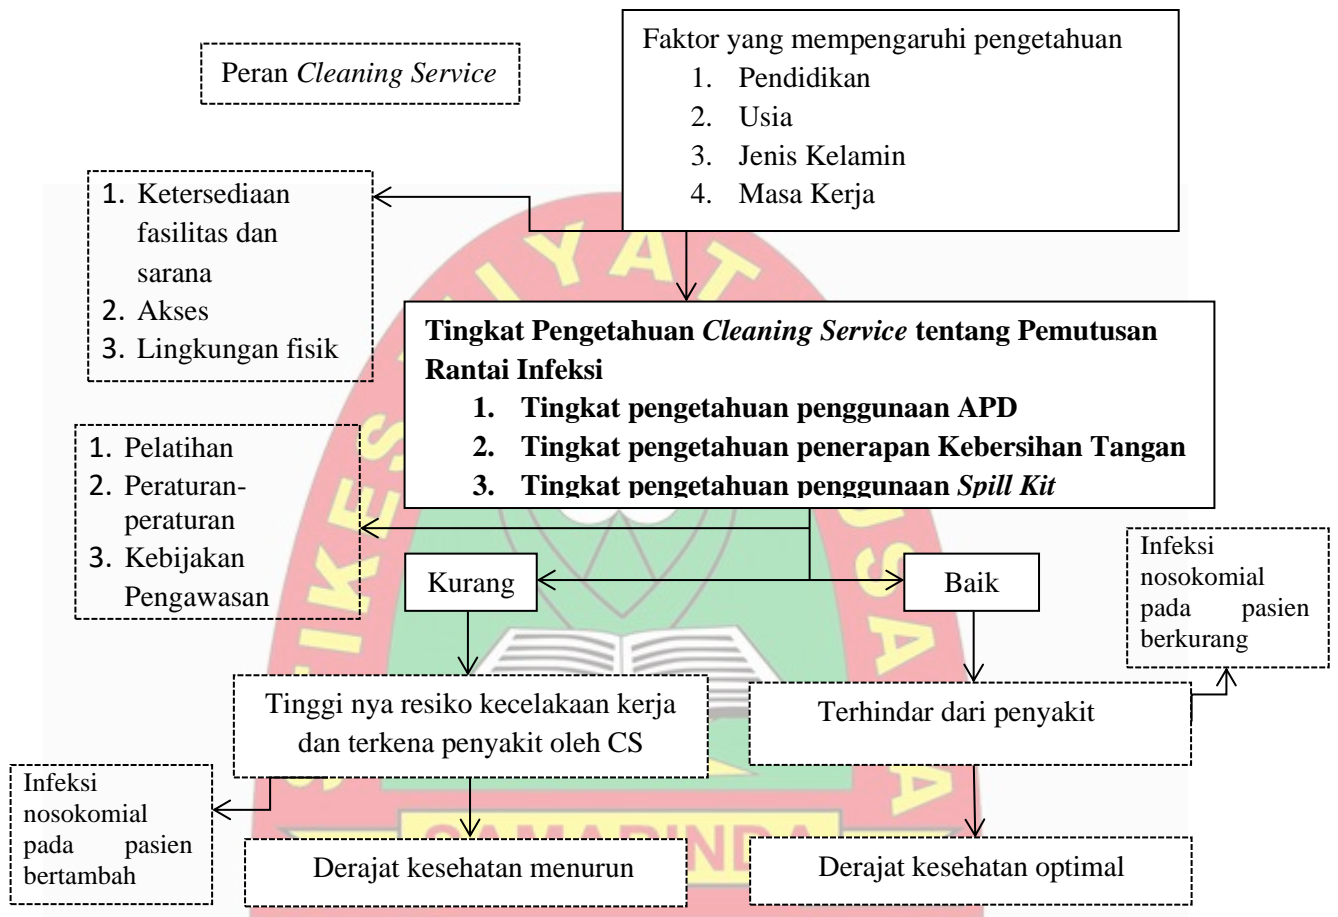 Peran Cleaning Service
Faktor yang mempengaruhi pengetahuan
1. Pendidikan
2. Usia
3. Jenis Kelamin
4. Masa Kerja
1. Ketersediaan
fasilitas dan
sarana
2. Akses
3. Lingkungan fisik
Tingkat Pengetahuan Cleaning Service tentang Pemutusan
Rantai Infeksi
1. Tingkat pengetahuan penggunaan APD
2. Tingkat pengetahuan penerapan Kebersihan Tangan
3. Tingkat pengetahuan penggunaan Spill Kit
1. Pelatihan
2. Peraturan-
peraturan
3. Kebijakan
Pengawasan
Kurang
Baik
Infeksi
nosokomial
pada pasien
berkurang
Tinggi nya resiko kecelakaan kerja
dan terkena penyakit oleh CS
Terhindar dari penyakit
Infeksi
nosokomial
pada pasien
bertambah
Derajat kesehatan menurun
Derajat kesehatan optimal
SAMARINDA